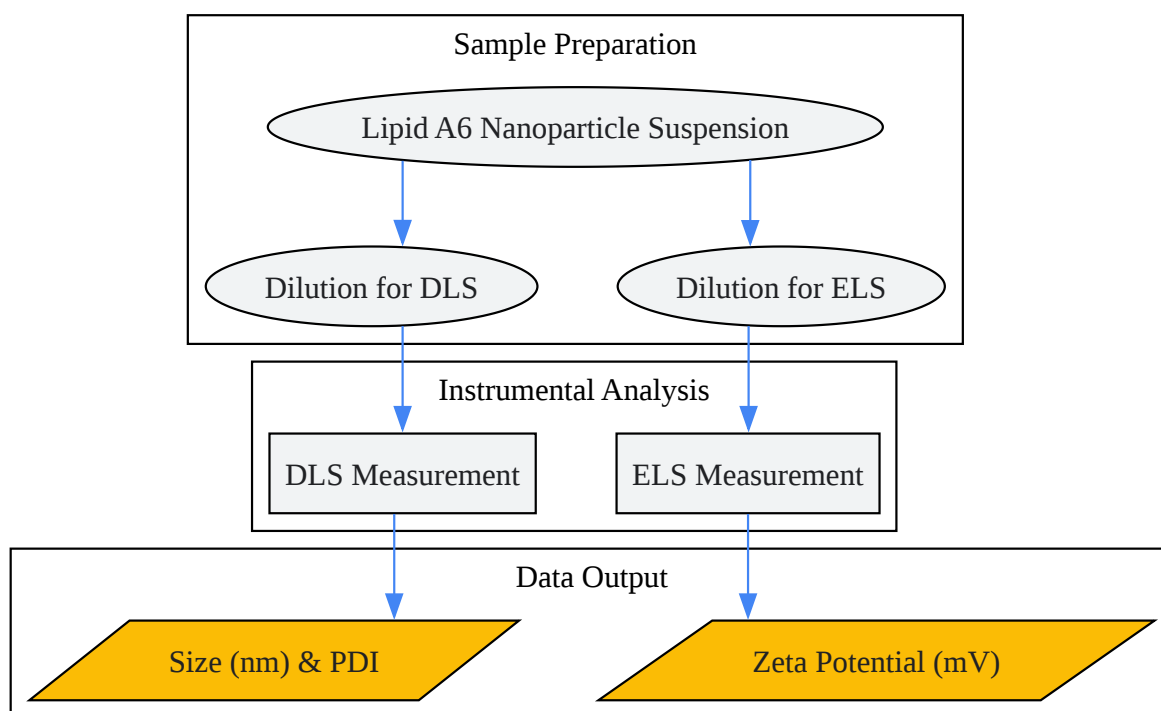 Sample Preparation
Lipid A6 Nanoparticle Suspension
Dilution for DLS
Dilution for ELS
Instrumental Analysis
DLS Measurement
ELS Measurement
Data Output
Size (nm) & PDI
Zeta Potential (mV)